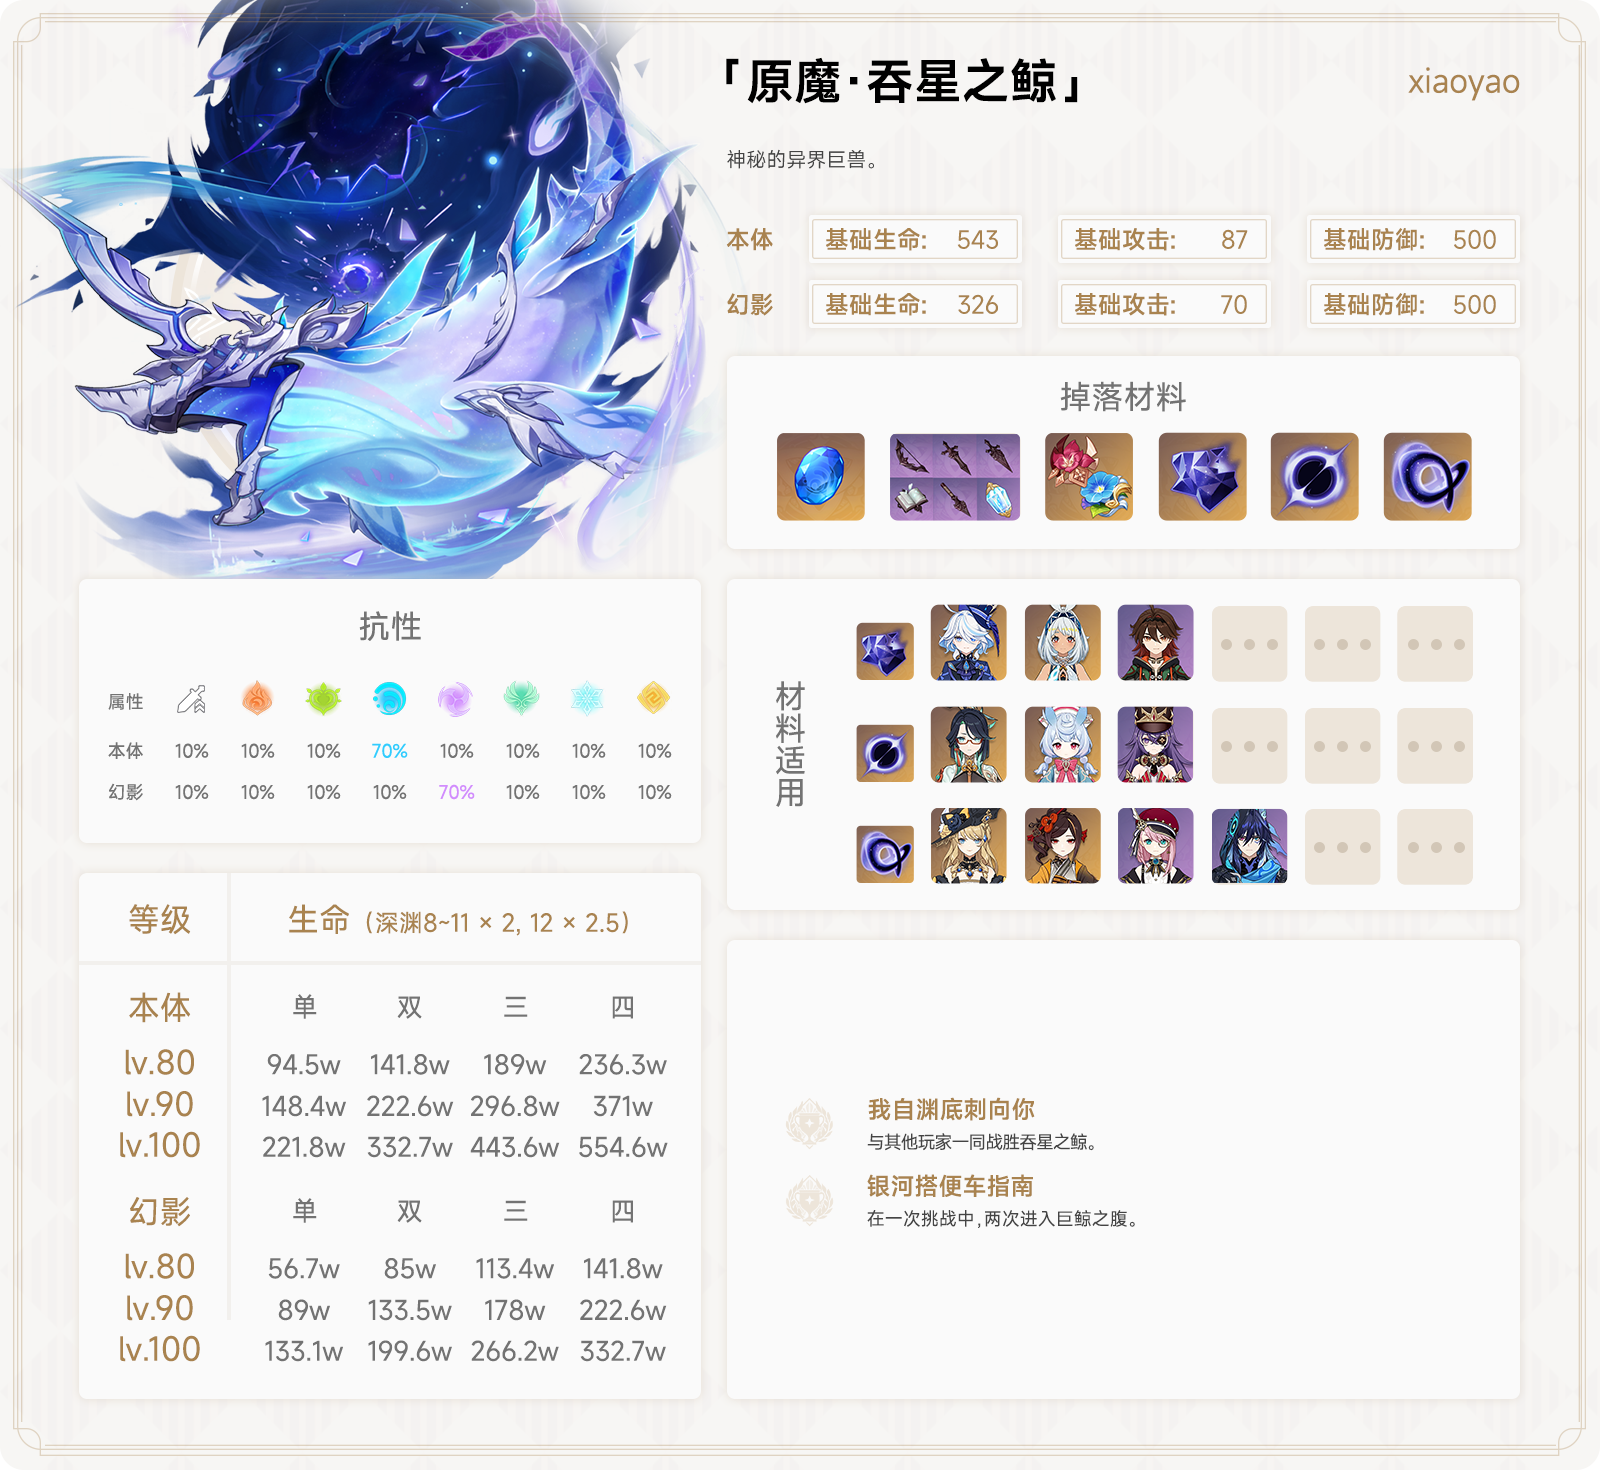 「原魔·吞星之鲸」
xiaoyao
神秘的异界巨兽。
本体 基础生命: 543 基础攻击: 87 基础防御: 500
幻影 基础生命: 326 基础攻击: 70 基础防御: 500
掉落材料
抗性
属性
本体 10% 10% 10% 70% 10% 10% 10% 10%
幻影 10% 10% 10% 10% 70% 10% 10% 10%
材料适用
等级 生命 (深渊8~11 × 2, 12 × 2.5)
本体 单 双 三 四
lv.80 94.5w 141.8w 189w 236.3w
lv.90 148.4w 222.6w 296.8w 371w
lv.100 221.8w 332.7w 443.6w 554.6w
幻影 单 双 三 四
lv.80 56.7w 85w 113.4w 141.8w
lv.90 89w 133.5w 178w 222.6w
lv.100 133.1w 199.6w 266.2w 332.7w
我自渊底刺向你
与其他玩家一同战胜吞星之鲸。
银河搭便车指南
在一次挑战中,两次进入巨鲸之腹。